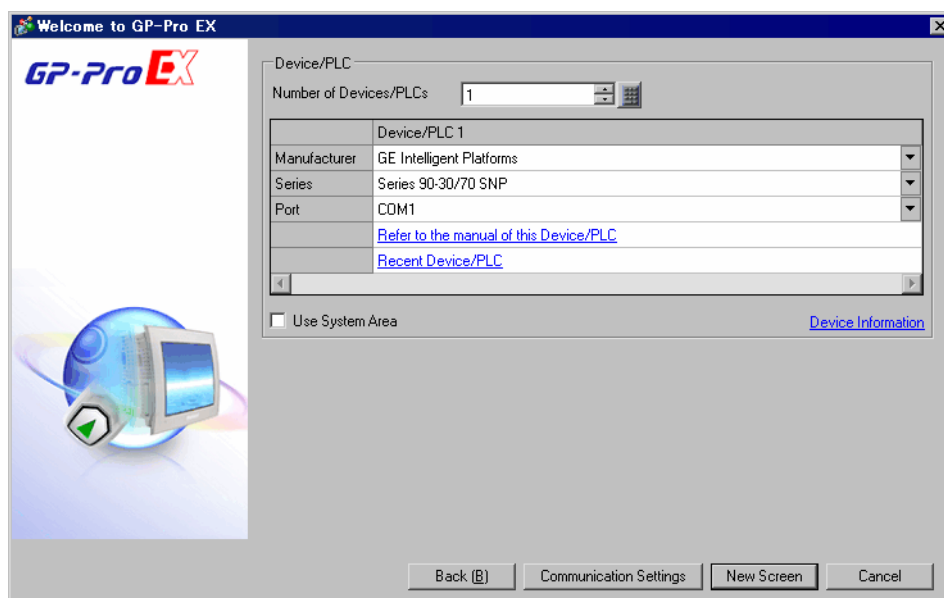 Welcome to GP-Pro EX
GP-Pro EX
Device/PLC
Number of Devices/PLCs 1
Device/PLC 1
Manufacturer GE Intelligent Platforms
Series Series 90-30/70 SNP
Port COM1
Refer to the manual of this Device/PLC
Recent Device/PLC
Use System Area Device Information
Back (B) Communication Settings New Screen Cancel